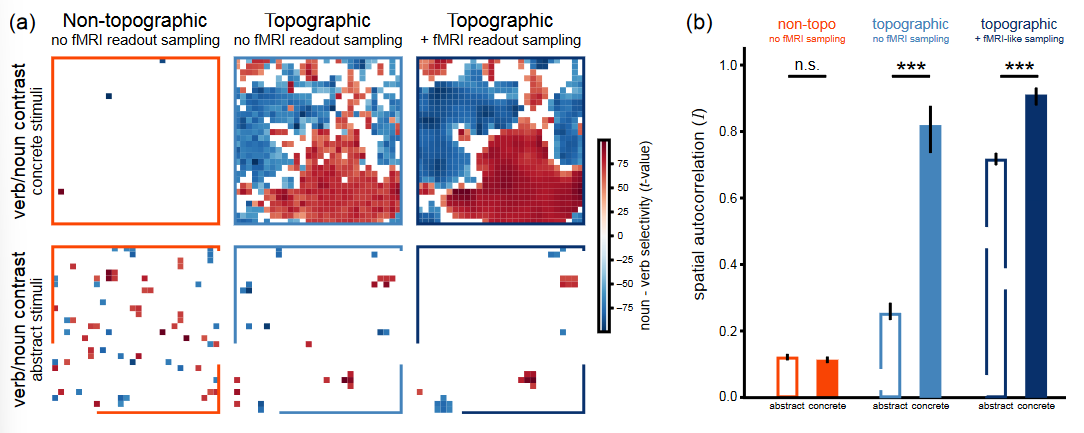 (a)
Non-topographic
no fMRI readout sampling
Topographic
no fMRI readout sampling
Topographic
+ fMRI readout sampling
verb/noun contrast
concrete stimuli
verb/noun contrast
abstract stimuli
75
50
25
0
−25
−50
−75
noun - verb selectivity (t-value)
(b)
non-topo
no fMRI sampling
topographic
no fMRI sampling
topographic
+ fMRI-like sampling
n.s.
***
***
1.0
0.8
0.6
0.4
0.2
0.0
spatial autocorrelation (I)
abstract concrete
abstract concrete
abstract concrete